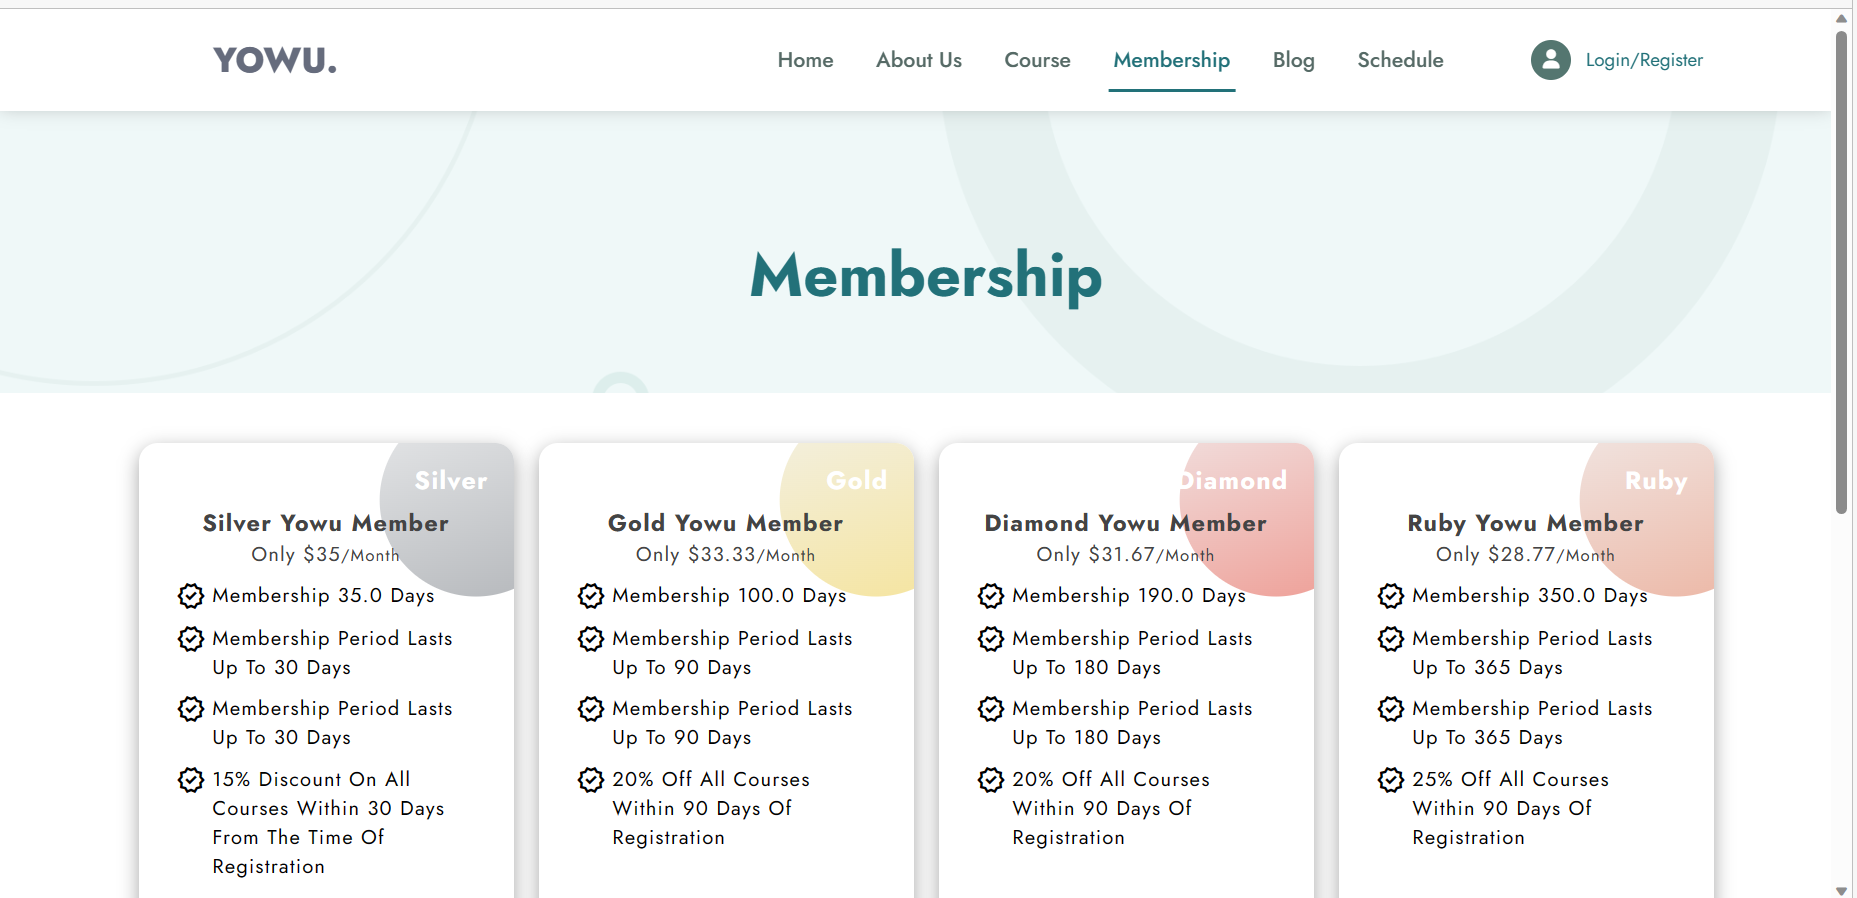 YOWU.
Home About Us Course Membership Blog Schedule Login/Register
Membership
Silver
Silver Yowu Member
Only $35/Month
Membership 35.0 Days
Membership Period Lasts
Up To 30 Days
Membership Period Lasts
Up To 30 Days
15% Discount On All
Courses Within 30 Days
From The Time Of
Registration
Gold
Gold Yowu Member
Only $33.33/Month
Membership 100.0 Days
Membership Period Lasts
Up To 90 Days
Membership Period Lasts
Up To 90 Days
20% Off All Courses
Within 90 Days Of
Registration
Diamond
Diamond Yowu Member
Only $31.67/Month
Membership 190.0 Days
Membership Period Lasts
Up To 180 Days
Membership Period Lasts
Up To 180 Days
20% Off All Courses
Within 90 Days Of
Registration
Ruby
Ruby Yowu Member
Only $28.77/Month
Membership 350.0 Days
Membership Period Lasts
Up To 365 Days
Membership Period Lasts
Up To 365 Days
25% Off All Courses
Within 90 Days Of
Registration